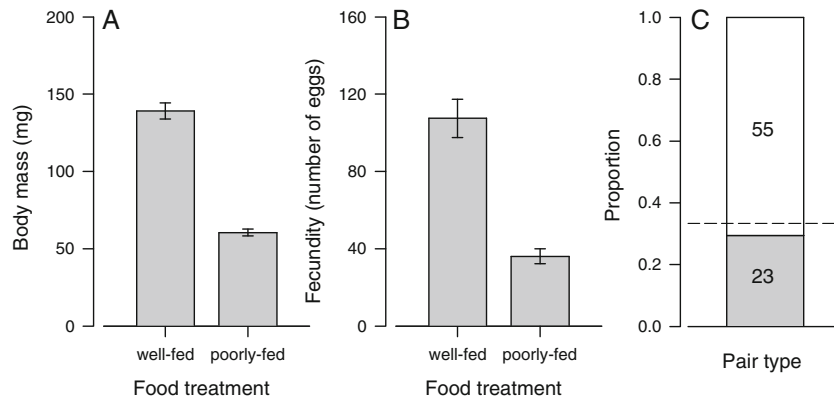 A
Body mass (mg)
200
150
100
50
0
well-fed poorly-fed
Food treatment
B
Fecundity (number of eggs)
160
120
80
40
0
well-fed poorly-fed
Food treatment
C
Proportion
1.0
0.8
0.6
0.4
0.2
0.0
55
23
Pair type